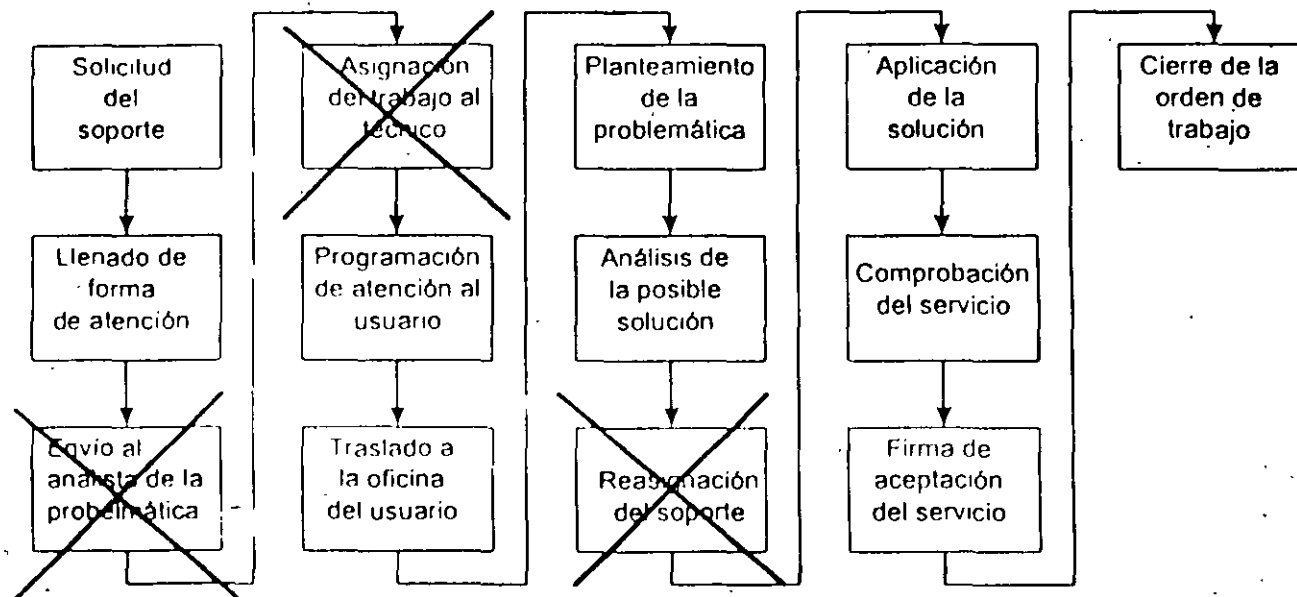 Solicitud
del
soporte
Llenado de
forma
de atención
Envío al
analista de la
probelmática
Asignación
del trabajo al
técnico
Programación
de atención al
usuario
Traslado a
la oficina
del usuario
Planteamiento
de la
problemática
Análisis de
la posible
solución
Reasignación
del soporte
Aplicación
de la
solución
Comprobación
del servicio
Firma de
aceptación
del servicio
Cierre de la
orden de
trabajo